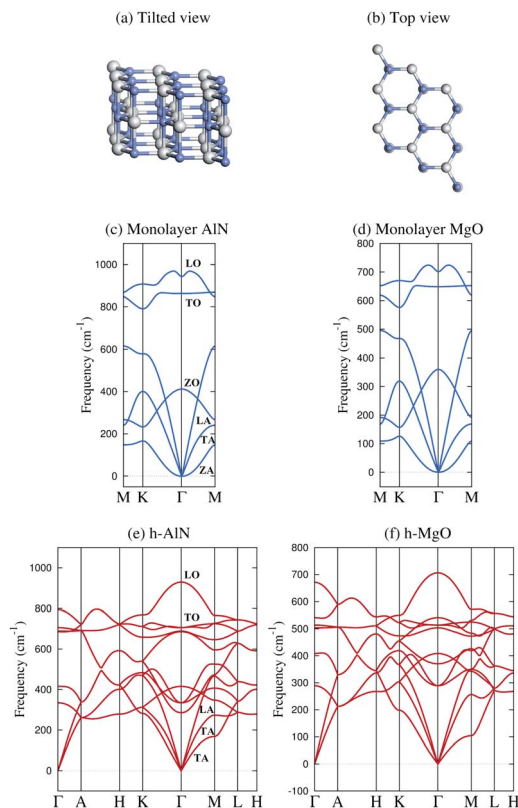 (a) Tilted view
(b) Top view
(c) Monolayer AlN
Frequency (cm⁻¹)
1000
800
600
400
200
0
LO
TO
ZO
LA
TA
ZA
M K Γ M
(d) Monolayer MgO
Frequency (cm⁻¹)
800
700
600
500
400
300
200
100
0
M K Γ M
(e) h-AlN
Frequency (cm⁻¹)
1000
800
600
400
200
0
LO
TO
LA
TA
TA
Γ A H K Γ M L H
(f) h-MgO
Frequency (cm⁻¹)
800
700
600
500
400
300
200
100
0
-100
Γ A H K Γ M L H